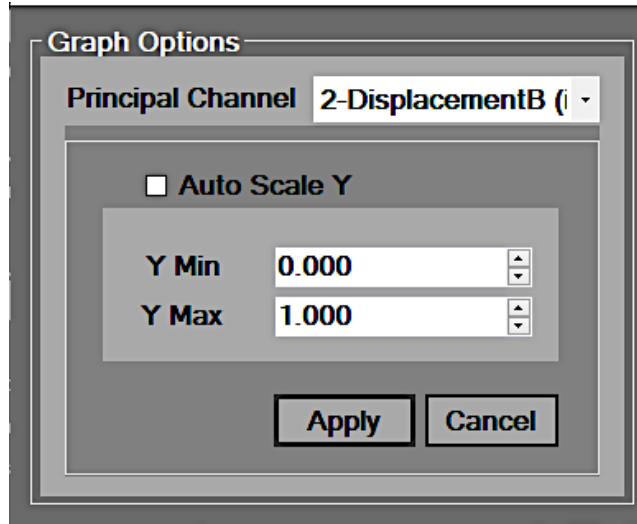 Graph Options
Principal Channel 2-DisplacementB (i
Auto Scale Y
Y Min 0.000
Y Max 1.000
Apply Cancel